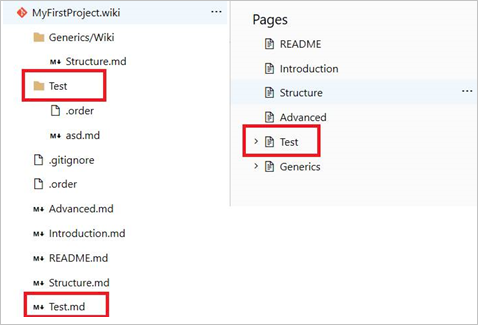 MyFirstProject.wiki
...
Generics/Wiki
M↓ Structure.md
Test
.order
M↓ asd.md
.gitignore
.order
M↓ Advanced.md
M↓ Introduction.md
M↓ README.md
M↓ Structure.md
M↓ Test.md
Pages
README
Introduction
Structure
...
Advanced
Test
Generics